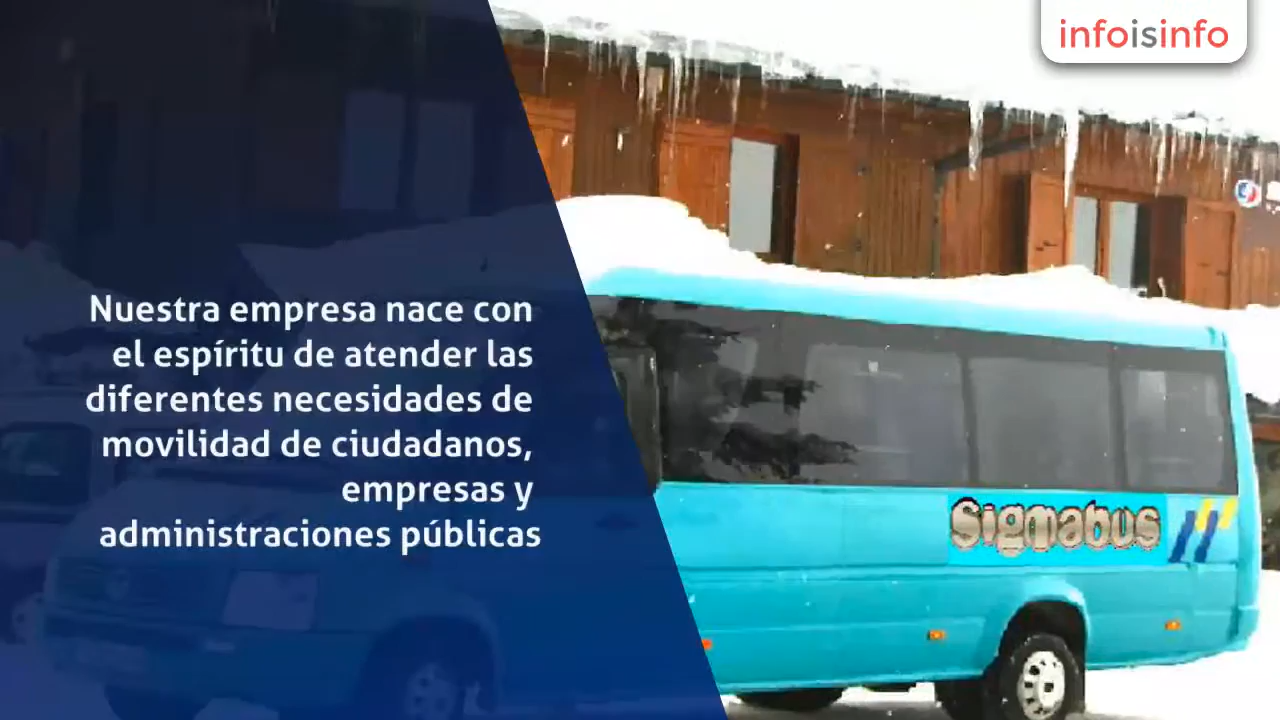 infoisinfo
Nuestra empresa nace con
el espíritu de atender las
diferentes necesidades de
movilidad de ciudadanos,
empresas y
administraciones públicas
Sigmabus